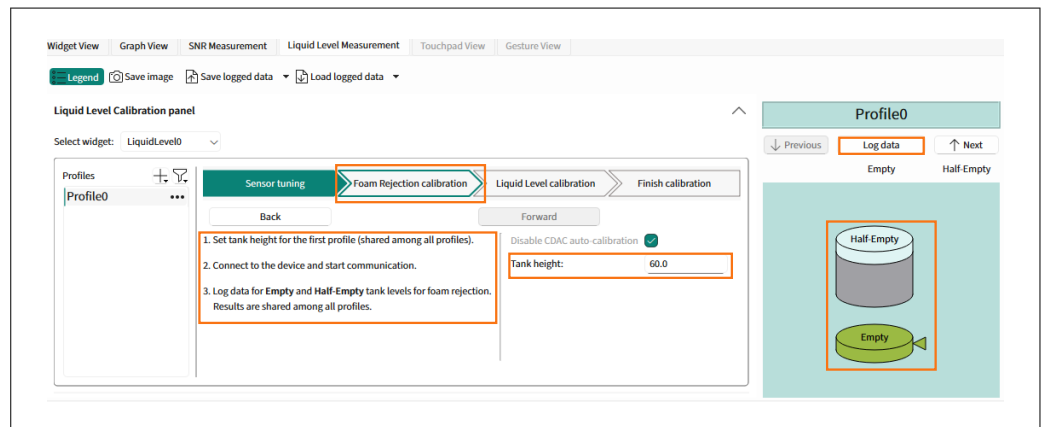 Widget View Graph View SNR Measurement Liquid Level Measurement Touchpad View Gesture View
Legend Save image Save logged data Load logged data
Liquid Level Calibration panel
Select widget: LiquidLevel0
Profiles
Profile0
Sensor tuning Foam Rejection calibration Liquid Level calibration Finish calibration
Back Forward
1. Set tank height for the first profile (shared among all profiles).
2. Connect to the device and start communication.
3. Log data for Empty and Half-Empty tank levels for foam rejection.
Results are shared among all profiles.
Disable CDAC auto-calibration
Tank height: 60.0
Profile0
Previous Log data Next
Empty Half-Empty
Half-Empty
Empty